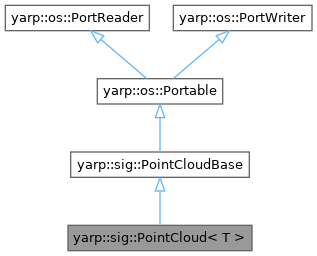 yarp::os::PortReader
yarp::os::PortWriter
yarp::os::Portable
yarp::sig::PointCloudBase
yarp::sig::PointCloud< T >